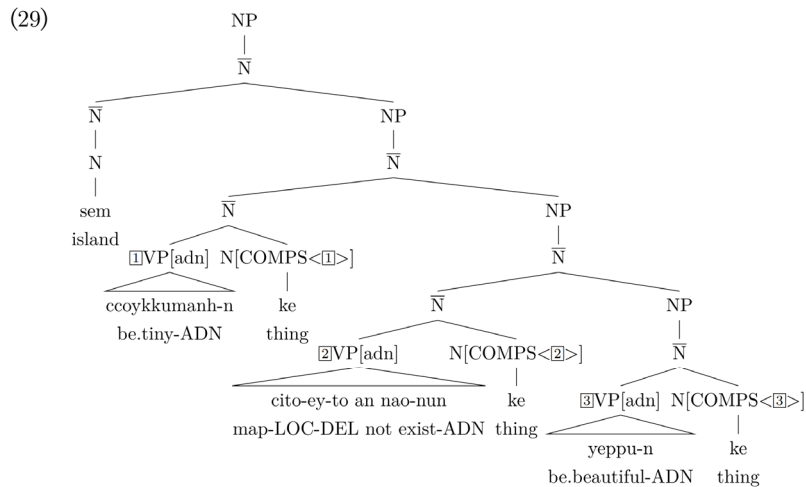 (29)
NP
N̅
N̅ NP
N N̅
sem N̅ NP
island
1VP[adn] N[COMPS<1>] N̅
ccoykkumanh-n ke N̅ NP
be.tiny-ADN thing
2VP[adn] N[COMPS<2>] N̅
cito-ey-to an nao-nun ke 3VP[adn] N[COMPS<3>]
map-LOC-DEL not exist-ADN thing
yeppu-n ke
be.beautiful-ADN thing